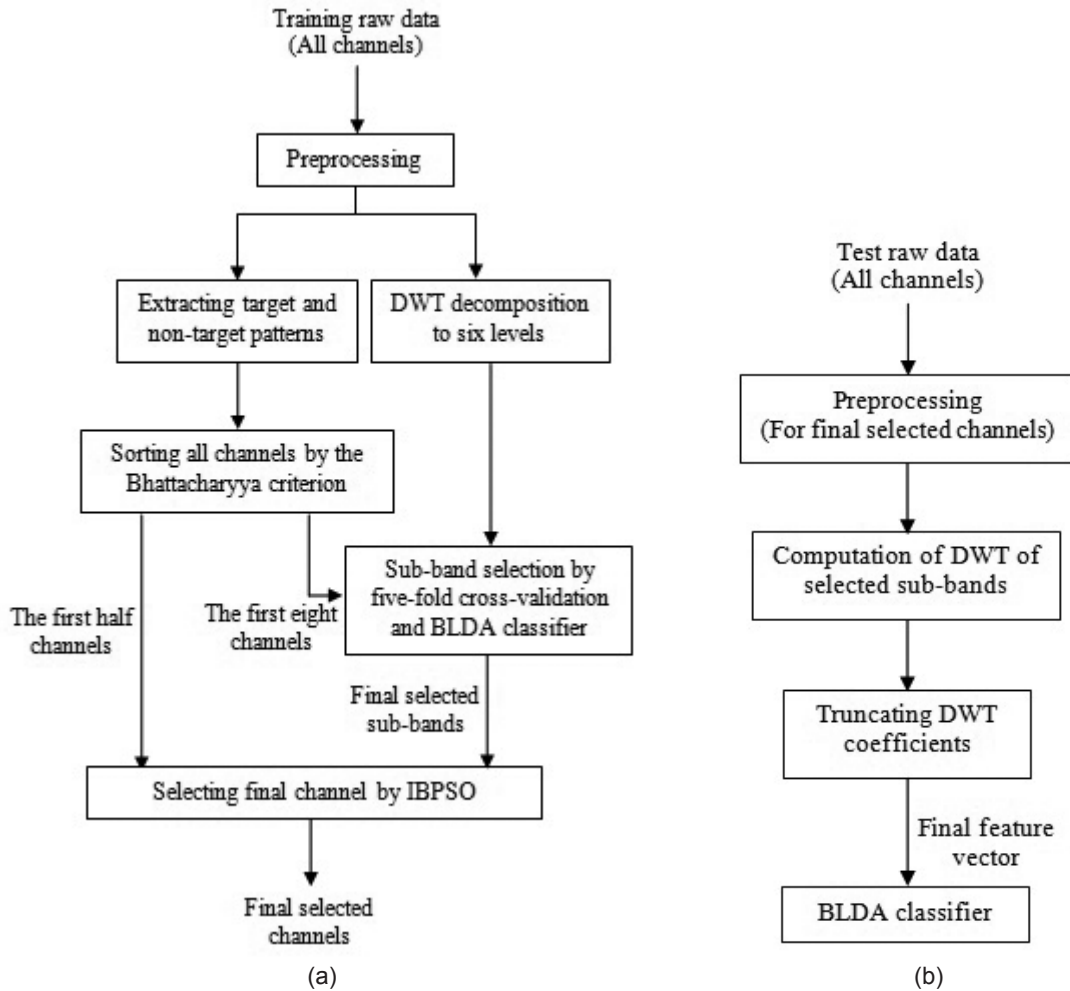 Training raw data
(All channels)
Preprocessing
Extracting target and
non-target patterns
DWT decomposition
to six levels
Sorting all channels by the
Bhattacharyya criterion
The first half
channels
The first eight
channels
Sub-band selection by
five-fold cross-validation
and BLDA classifier
Final selected
sub-bands
Selecting final channel by IBPSO
Final selected
channels
(a)
Test raw data
(All channels)
Preprocessing
(For final selected channels)
Computation of DWT of
selected sub-bands
Truncating DWT
coefficients
Final feature
vector
BLDA classifier
(b)